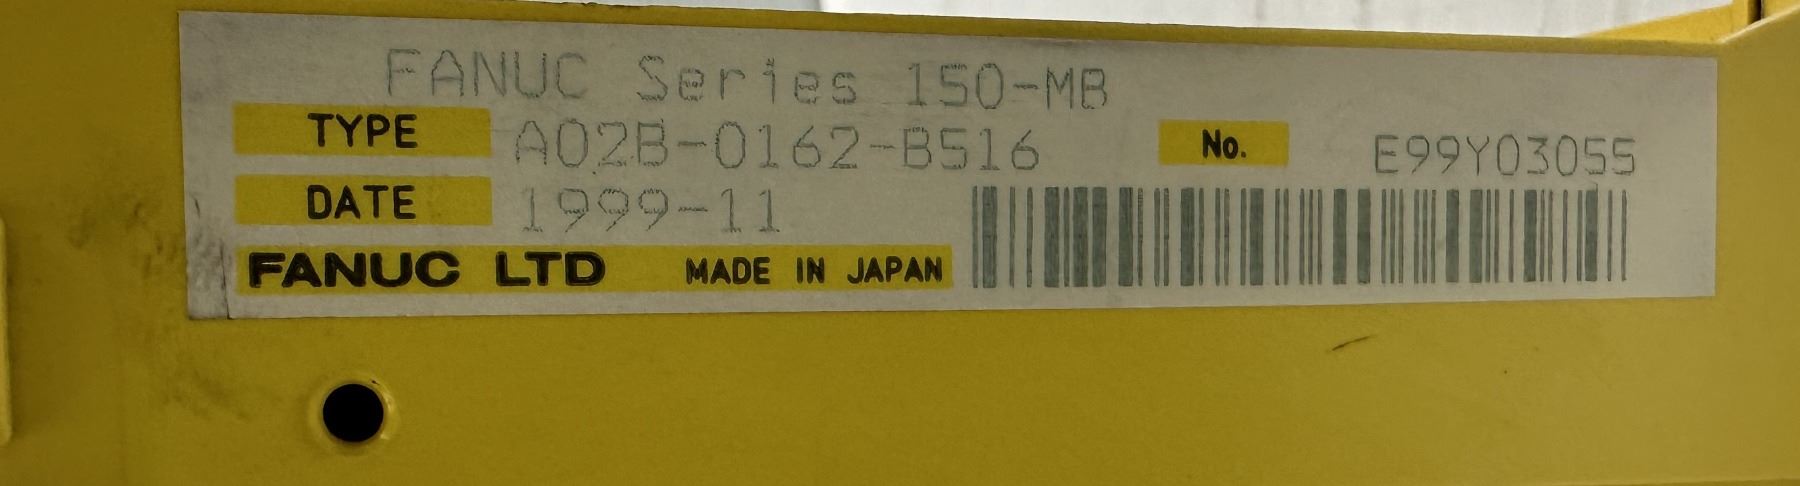 FANUC Series 150-MB
TYPE A02B-0162-B516 No. E99Y03055
DATE 1999-11
FANUC LTD MADE IN JAPAN